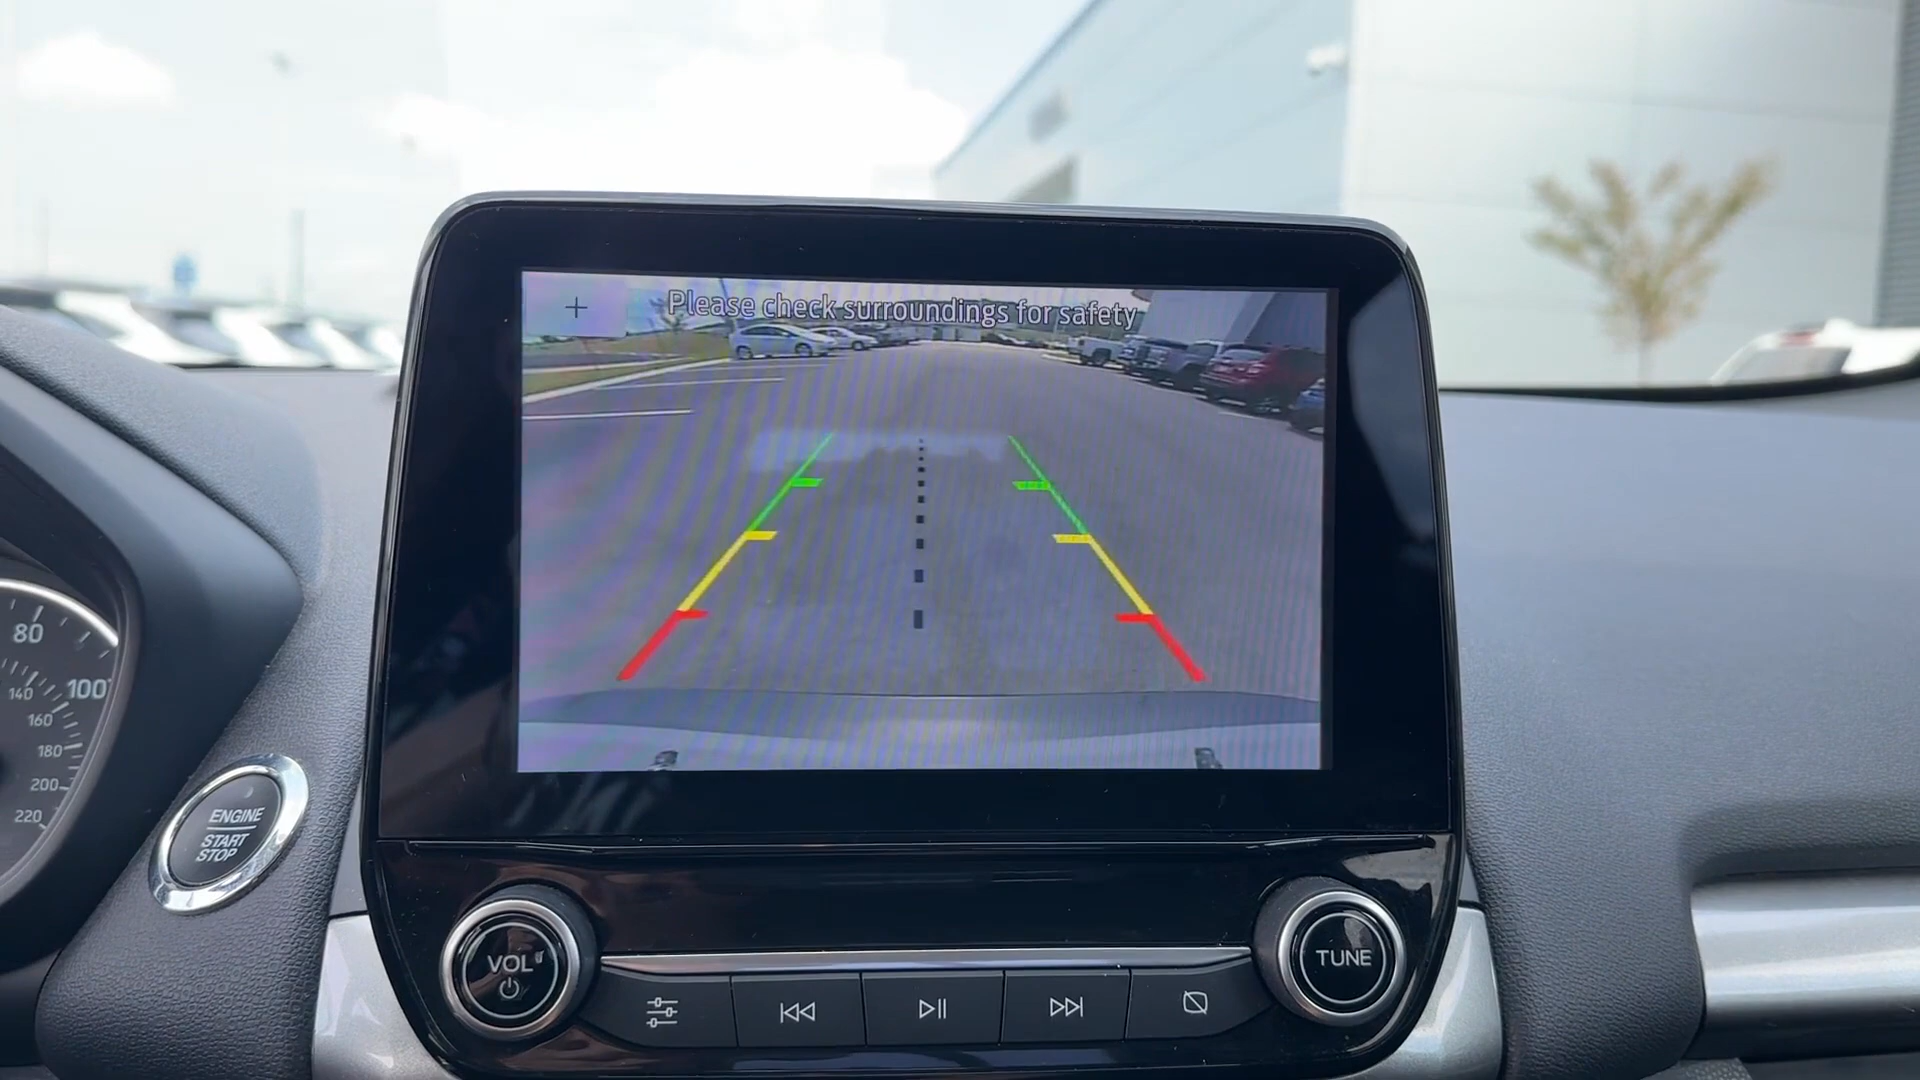 Please check surroundings for safety
80
100
140
160
180
200
220
ENGINE
START
STOP
VOL
TUNE